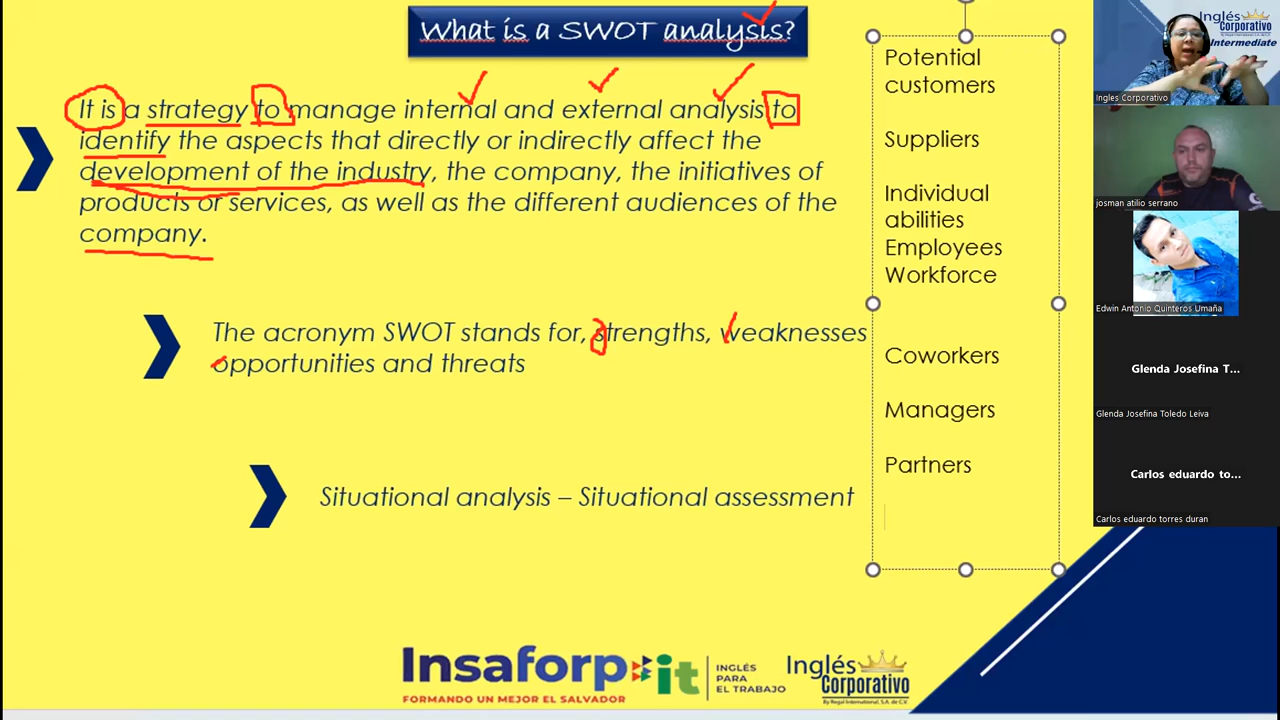 What is a SWOT analysis?
It is a strategy to manage internal and external analysis to
identify the aspects that directly or indirectly affect the
development of the industry, the company, the initiatives of
products or services, as well as the different audiences of the
company.
The acronym SWOT stands for, strengths, weaknesses
opportunities and threats
Situational analysis – Situational assessment
Potential
customers
Suppliers
Individual
abilities
Employees
Workforce
Coworkers
Managers
Partners
Inglés
Corporativo
Intermediate
Ingles Corporativo
josman atilio serrano
Edwin Antonio Quinteros Umaña
Glenda Josefina T...
Glenda Josefina Toledo Leiva
Carlos eduardo to...
Carlos eduardo torres duran
Insaforp
FORMANDO UN MEJOR EL SALVADOR
it
INGLÉS
PARA
EL TRABAJO
Inglés
Corporativo
By Regal International, S.A. de C.V.